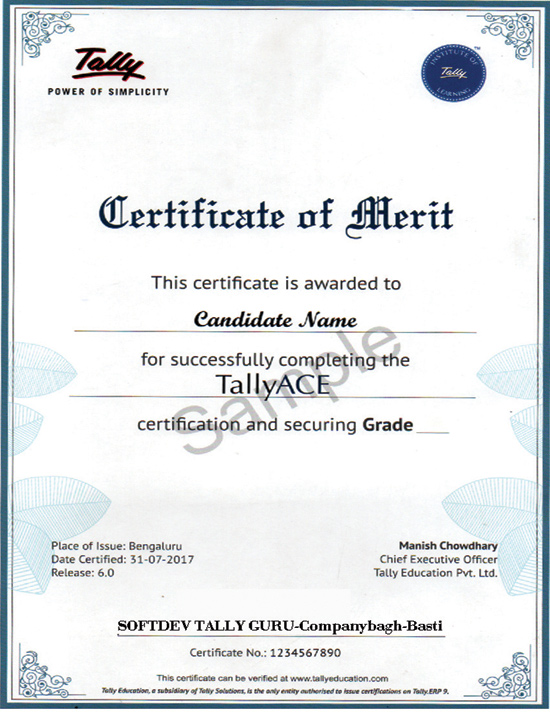 Tally
POWER OF SIMPLICITY
INSTITUTE OF
Tally
LEARNING
TM
Certificate of Merit
This certificate is awarded to
Candidate Name
for successfully completing the
TallyACE
Sample
certification and securing Grade ____
Place of Issue: Bengaluru
Date Certified: 31-07-2017
Release: 6.0
Manish Chowdhary
Chief Executive Officer
Tally Education Pvt. Ltd.
SOFTDEV TALLY GURU-Companybagh-Basti
Certificate No.: 1234567890
This certificate can be verified at www.tallyeducation.com
Tally Education, a subsidiary of Tally Solutions, is the only entity authorised to issue certifications on Tally.ERP 9.